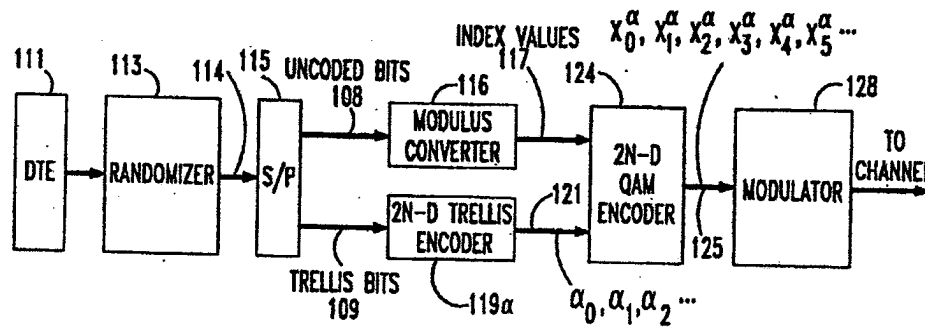 111
DTE
113
RANDOMIZER
114
115
S/P
UNCODED BITS
108
TRELLIS BITS
109
116
MODULUS
CONVERTER
2N-D TRELLIS
ENCODER
119α
INDEX VALUES
117
121
α₀, α₁, α₂ ...
124
2N-D
QAM
ENCODER
X₀^α, X₁^α, X₂^α, X₃^α, X₄^α, X₅^α ...
125
128
MODULATOR
TO
CHANNEL